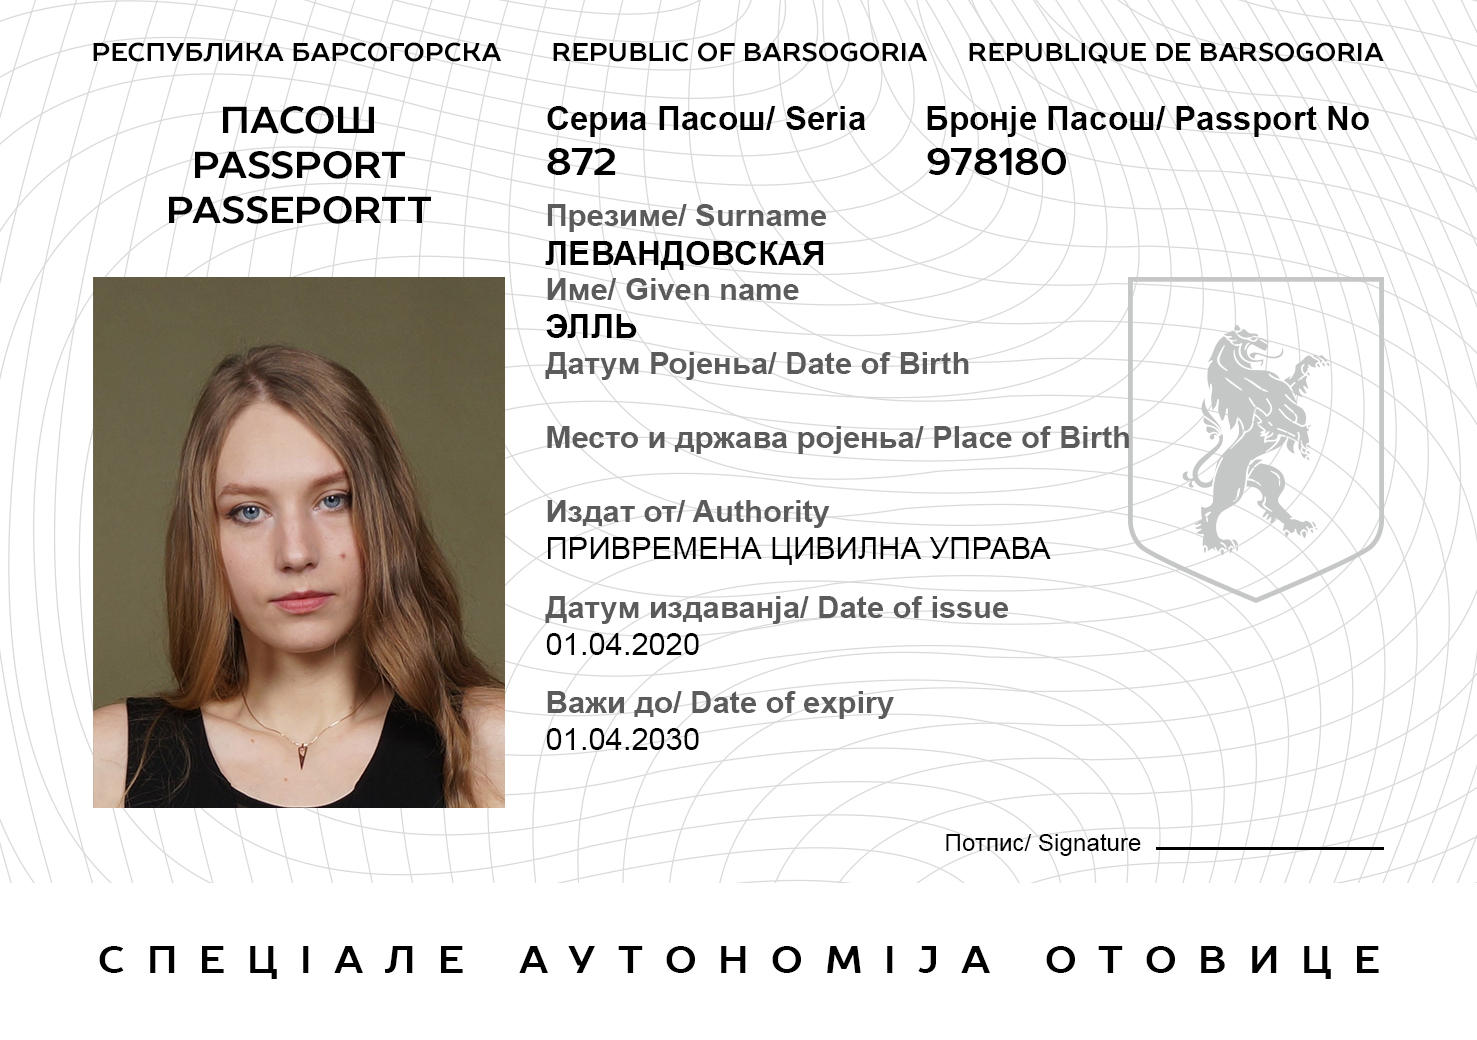 РЕСПУБЛИКА БАРСОГОРСКА REPUBLIC OF BARSOGORIA REPUBLIQUE DE BARSOGORIA
ПАСОШ
PASSPORT
PASSEPORTT
Сериа Пасош/ Seria Бронје Пасош/ Passport No
872 978180
Презиме/ Surname
ЛЕВАНДОВСКАЯ
Име/ Given name
ЭЛЛЬ
Датум Ројења/ Date of Birth
Место и држава ројења/ Place of Birth
Издат от/ Authority
ПРИВРЕМЕНА ЦИВИЛНА УПРАВА
Датум издаванја/ Date of issue
01.04.2020
Важи до/ Date of expiry
01.04.2030
Потпис/ Signature
СПЕЦІАЛЕ АУТОНОМІЈА ОТОВИЦЕ